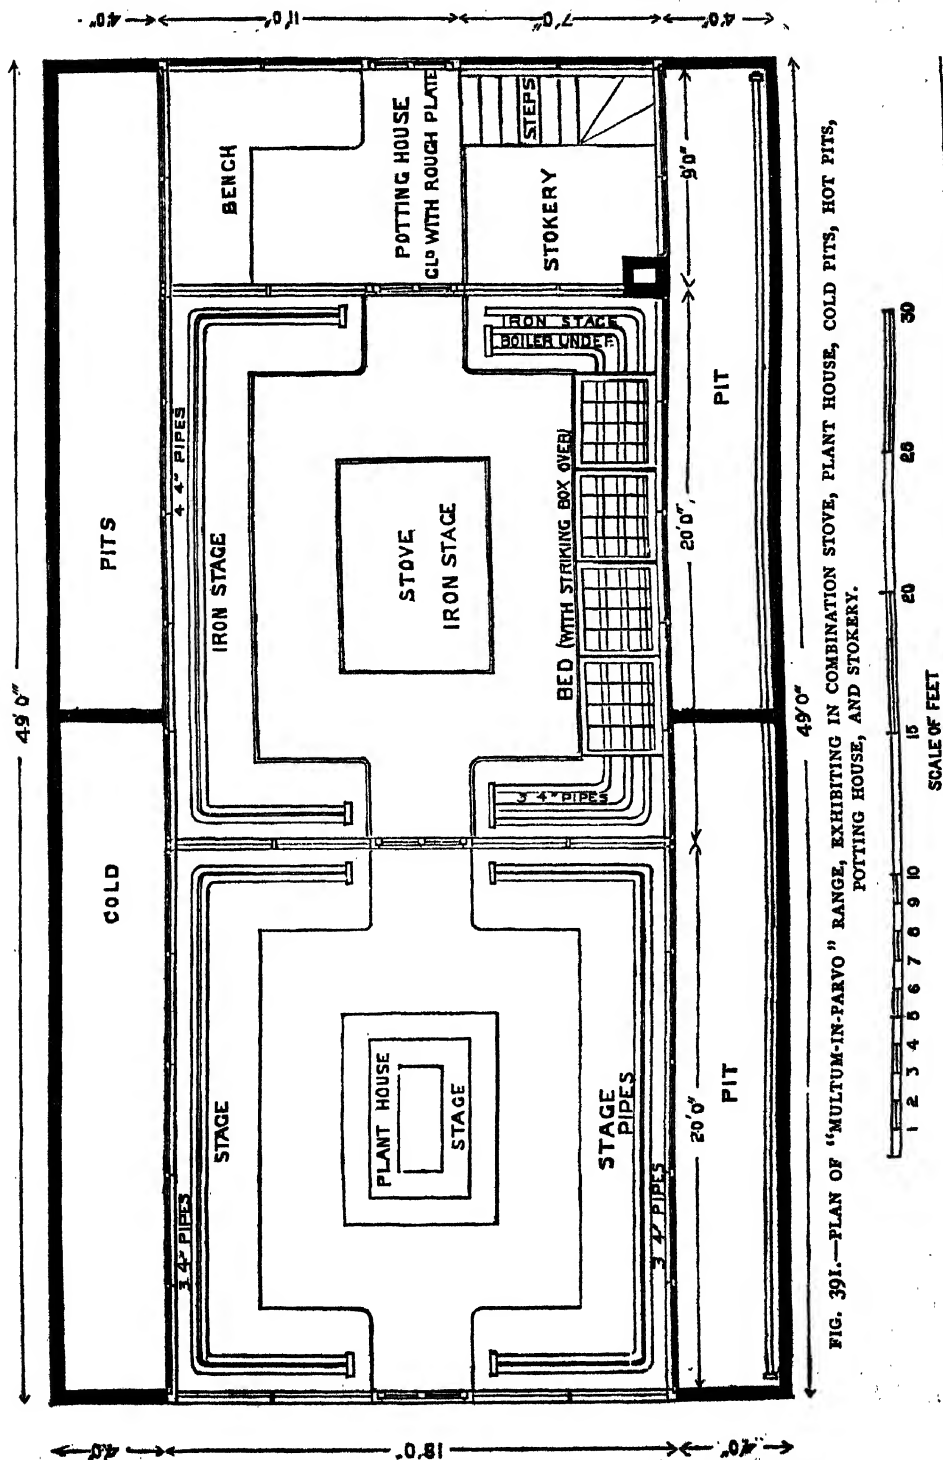 4'0"
11'0"
7'0"
4'0"
49'0"
COLD
PITS
3 4" PIPES
STAGE
PLANT HOUSE
STAGE
STAGE
PIPES
3 4" PIPES
4 4" PIPES
IRON STAGE
STOVE
IRON STAGE
BED (WITH STRIKING BOX OVER)
3 4" PIPES
IRON STAGE
BOILER UNDER
BENCH
POTTING HOUSE
GLD WITH ROUGH PLATE
STOKERY
STEPS
20'0"
20'0"
9'0"
PIT
PIT
49'0"
4'0"
18'0"
4'0"
FIG. 391.—PLAN OF "MULTUM-IN-PARVO" RANGE, EXHIBITING IN COMBINATION STOVE, PLANT HOUSE, COLD PITS, HOT PITS,
POTTING HOUSE, AND STOKERY.
1 2 3 4 5 6 7 8 9 10 15 20 25 30
SCALE OF FEET